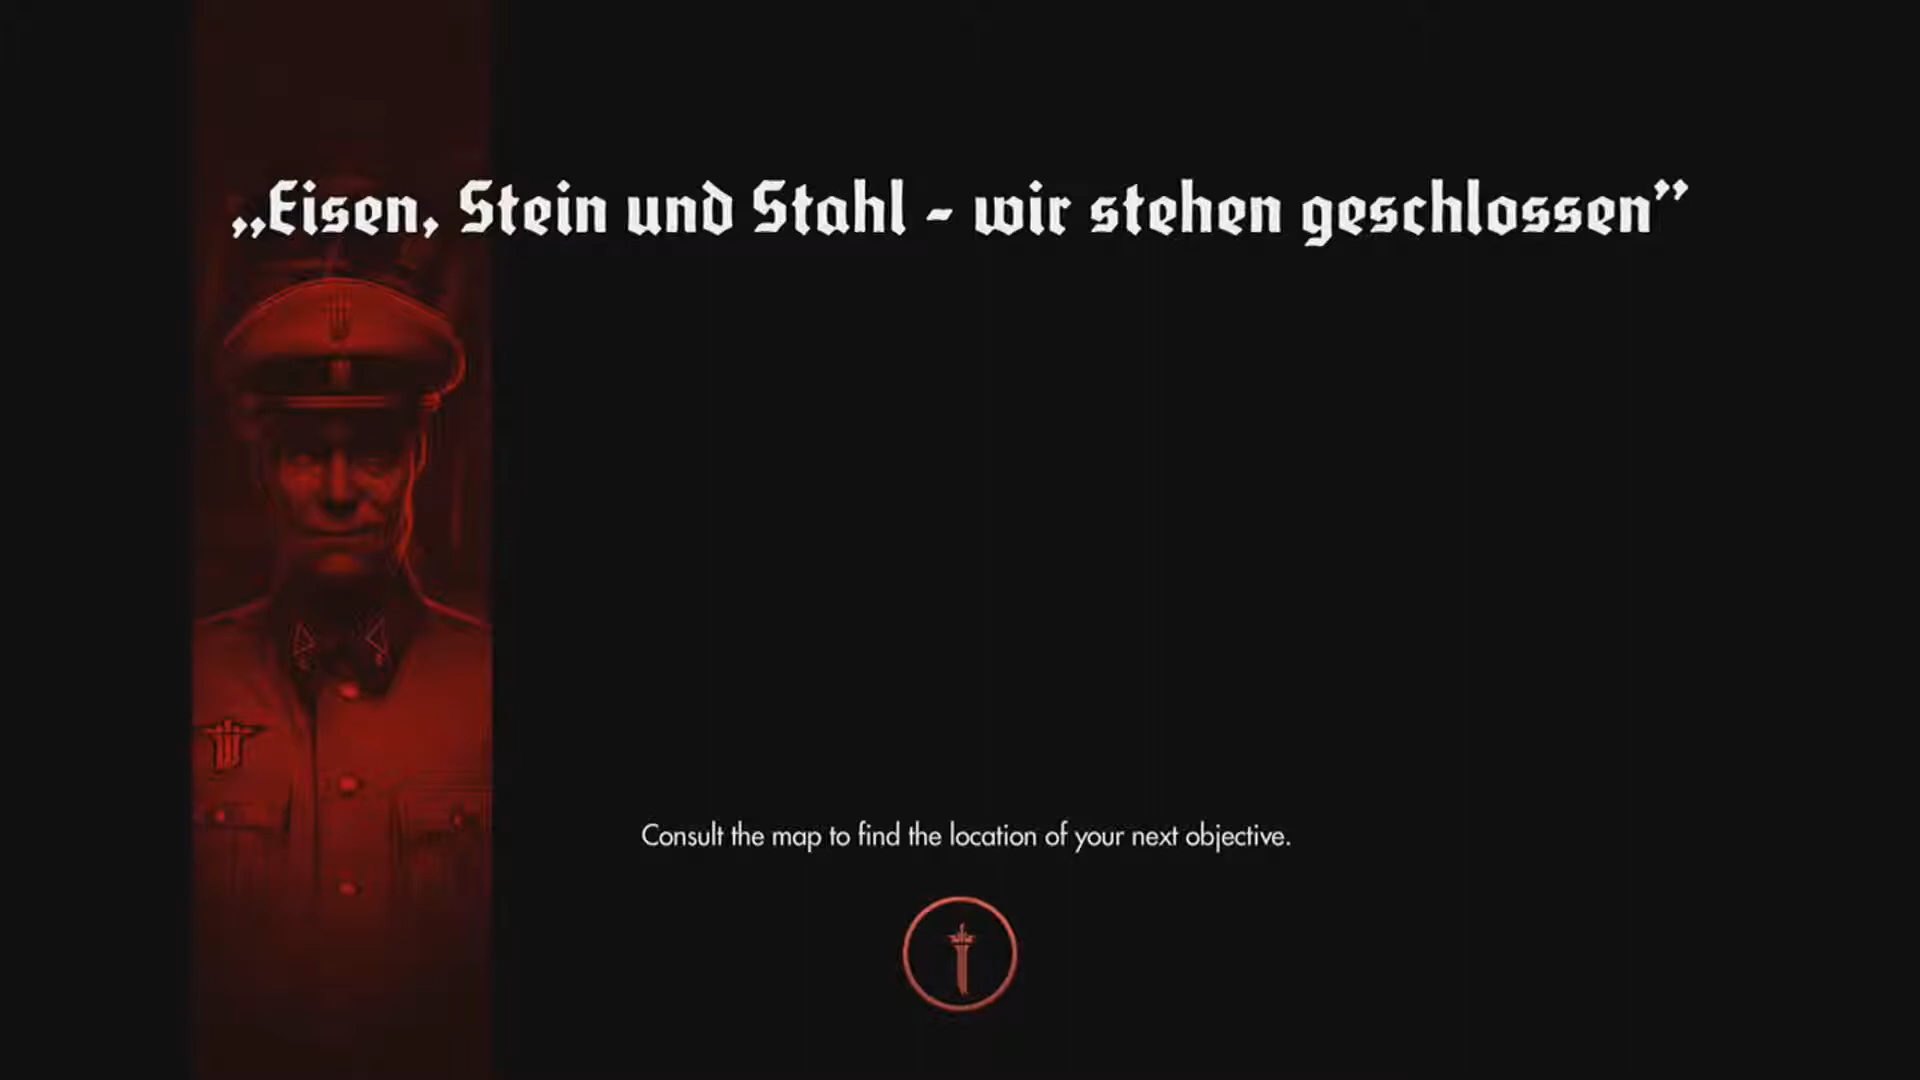 „Eisen, Stein und Stahl - wir stehen geschlossen”
Consult the map to find the location of your next objective.